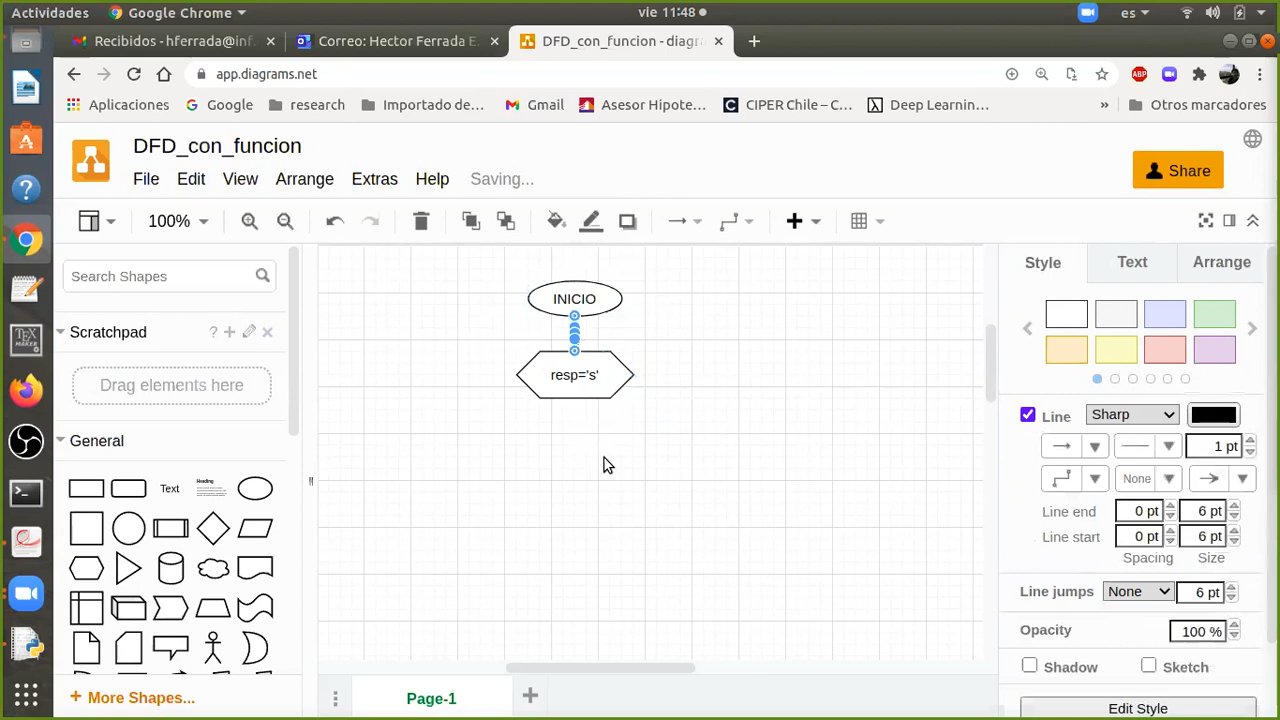 Actividades Google Chrome vie 11:48 es
Recibidos - hferrada@inf. Correo: Hector Ferrada E. DFD_con_funcion - diagra
app.diagrams.net
Aplicaciones Google research Importado de... Gmail Asesor Hipote... CIPER Chile – C... Deep Learnin... » Otros marcadores
DFD_con_funcion
File Edit View Arrange Extras Help Saving...
Share
100%
Search Shapes
Scratchpad
Drag elements here
General
Text
Heading
More Shapes...
INICIO
resp='s'
Page-1
Style Text Arrange
Line Sharp
1 pt
None
Line end 0 pt 6 pt
Line start 0 pt 6 pt
Spacing Size
Line jumps None 6 pt
Opacity 100 %
Shadow Sketch
Edit Style